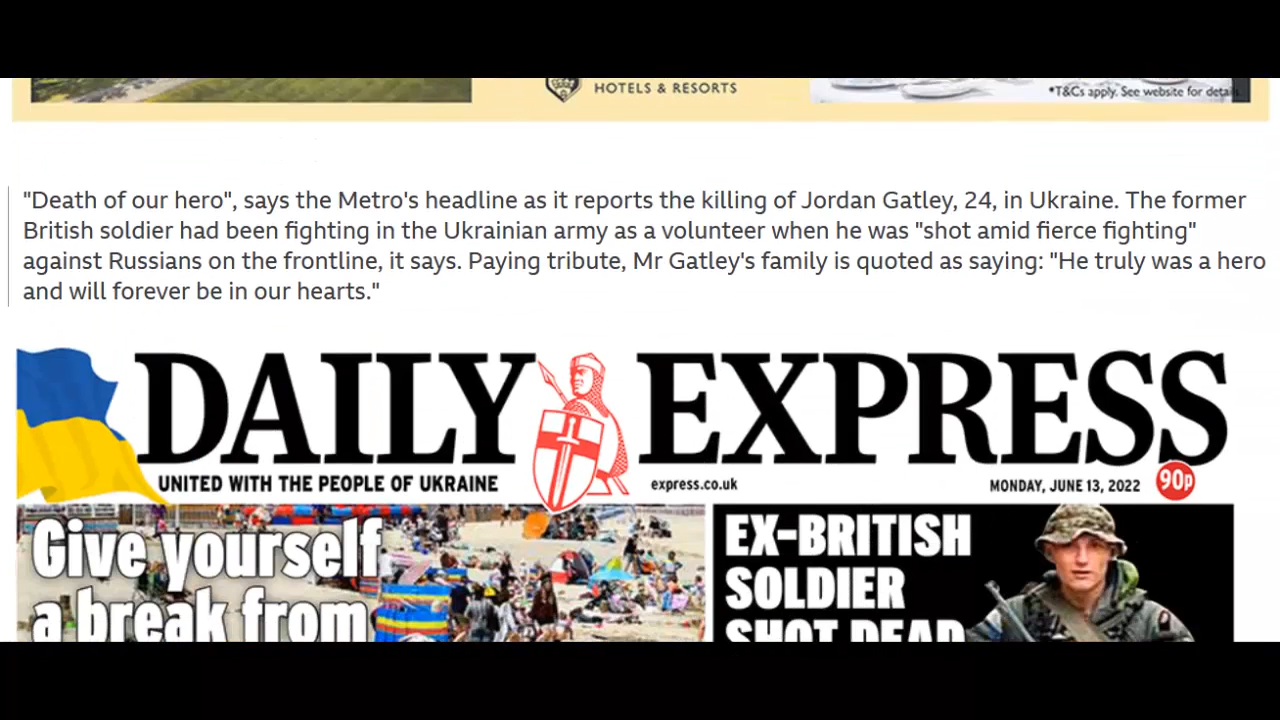 HOTELS & RESORTS
*T&Cs apply. See website for detail
"Death of our hero", says the Metro's headline as it reports the killing of Jordan Gatley, 24, in Ukraine. The former
British soldier had been fighting in the Ukrainian army as a volunteer when he was "shot amid fierce fighting"
against Russians on the frontline, it says. Paying tribute, Mr Gatley's family is quoted as saying: "He truly was a hero
and will forever be in our hearts."
DAILY EXPRESS
UNITED WITH THE PEOPLE OF UKRAINE
express.co.uk
MONDAY, JUNE 13, 2022
90p
Give yourself
a break from
EX-BRITISH
SOLDIER
SHOT DEAD